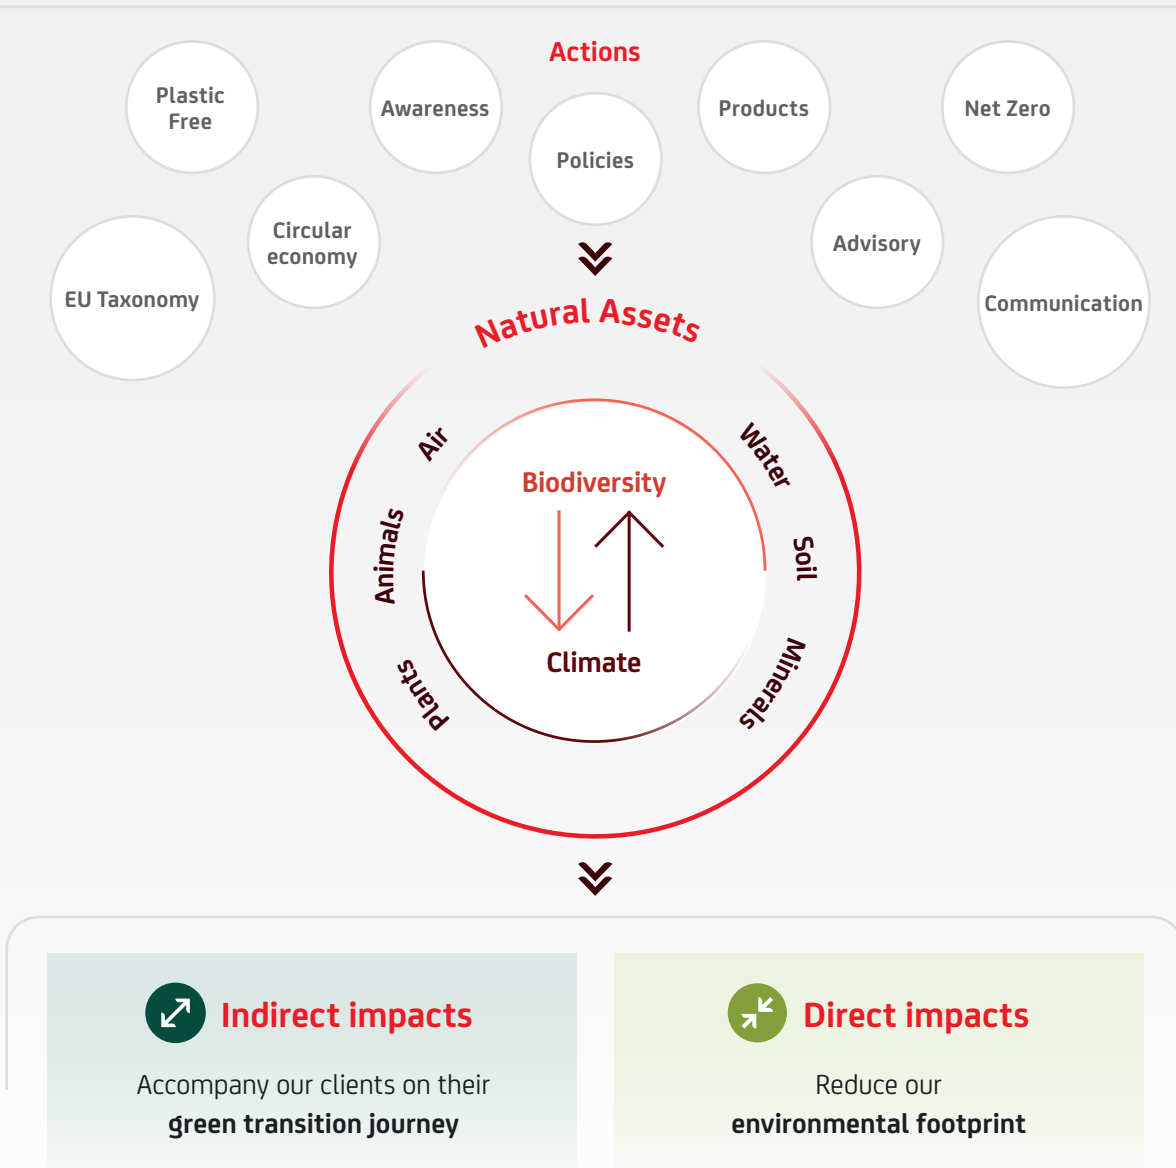 Actions
Plastic
Free
Awareness
Policies
Products
Net Zero
EU Taxonomy
Circular
economy
Advisory
Communication
Natural Assets
Air
Animals
Plants
Water
Soil
Minerals
Biodiversity
Climate
Indirect impacts
Accompany our clients on their
green transition journey
Direct impacts
Reduce our
environmental footprint